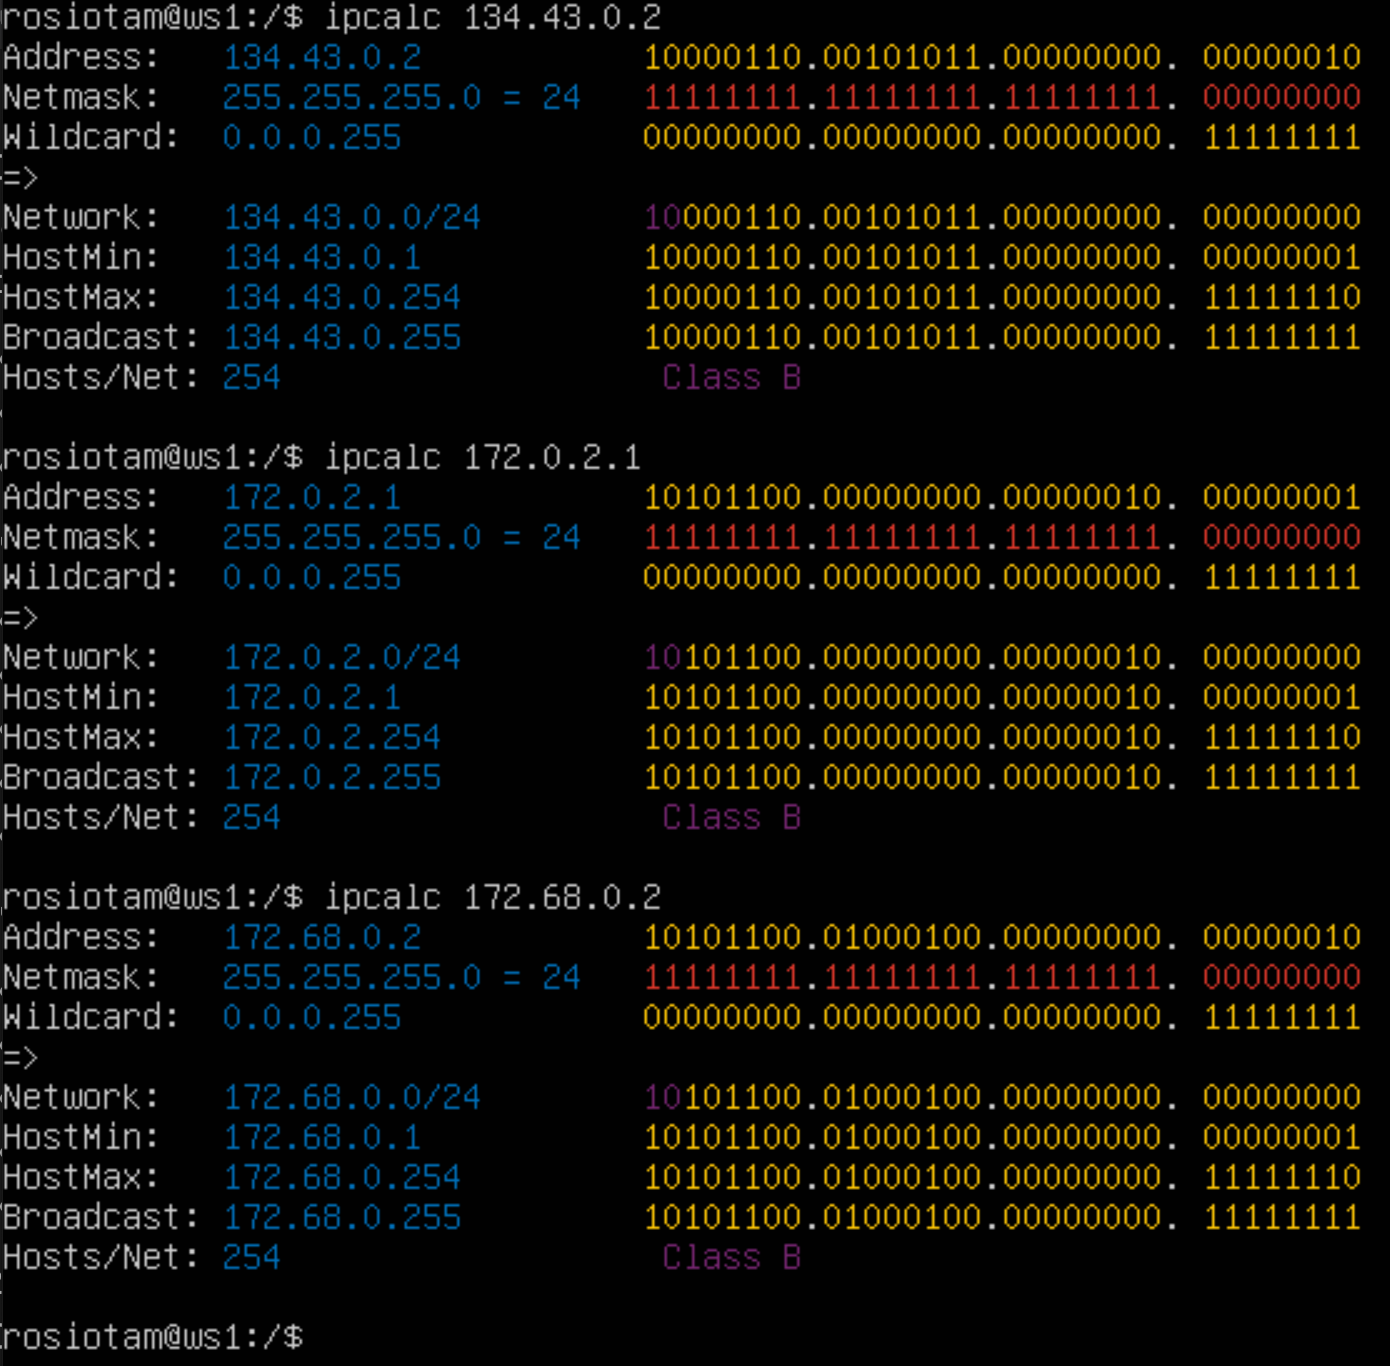 rosiotam@ws1:/$ ipcalc 134.43.0.2
Address:   134.43.0.2            10000110.00101011.00000000. 00000010
Netmask:   255.255.255.0 = 24    11111111.11111111.11111111. 00000000
Wildcard:  0.0.0.255             00000000.00000000.00000000. 11111111
=>
Network:   134.43.0.0/24         10000110.00101011.00000000. 00000000
HostMin:   134.43.0.1            10000110.00101011.00000000. 00000001
HostMax:   134.43.0.254          10000110.00101011.00000000. 11111110
Broadcast: 134.43.0.255          10000110.00101011.00000000. 11111111
Hosts/Net: 254                    Class B
rosiotam@ws1:/$ ipcalc 172.0.2.1
Address:   172.0.2.1             10101100.00000000.00000010. 00000001
Netmask:   255.255.255.0 = 24    11111111.11111111.11111111. 00000000
Wildcard:  0.0.0.255             00000000.00000000.00000000. 11111111
=>
Network:   172.0.2.0/24          10101100.00000000.00000010. 00000000
HostMin:   172.0.2.1             10101100.00000000.00000010. 00000001
HostMax:   172.0.2.254           10101100.00000000.00000010. 11111110
Broadcast: 172.0.2.255           10101100.00000000.00000010. 11111111
Hosts/Net: 254                    Class B
rosiotam@ws1:/$ ipcalc 172.68.0.2
Address:   172.68.0.2            10101100.01000100.00000000. 00000010
Netmask:   255.255.255.0 = 24    11111111.11111111.11111111. 00000000
Wildcard:  0.0.0.255             00000000.00000000.00000000. 11111111
=>
Network:   172.68.0.0/24         10101100.01000100.00000000. 00000000
HostMin:   172.68.0.1            10101100.01000100.00000000. 00000001
HostMax:   172.68.0.254          10101100.01000100.00000000. 11111110
Broadcast: 172.68.0.255          10101100.01000100.00000000. 11111111
Hosts/Net: 254                    Class B
rosiotam@ws1:/$